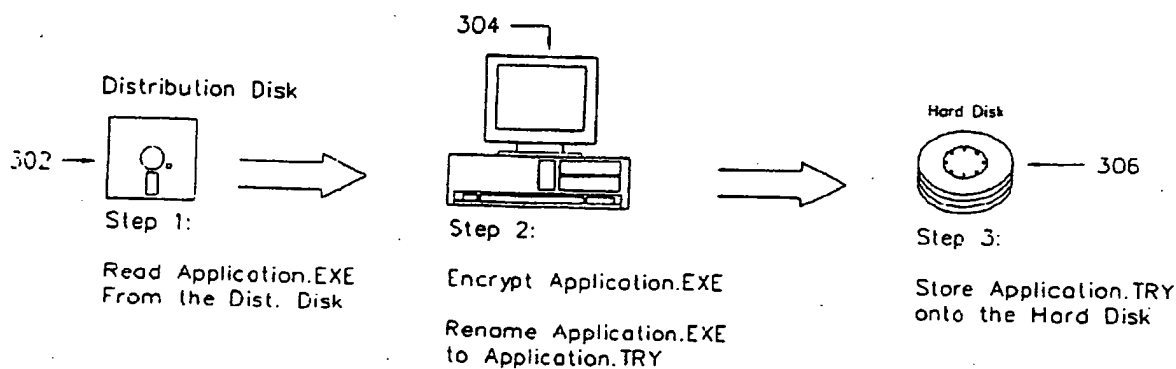 304
Distribution Disk
Hard Disk
302
306
Step 1:
Read Application.EXE
From the Dist. Disk
Step 2:
Encrypt Application.EXE
Rename Application.EXE
to Application.TRY
Step 3:
Store Application.TRY
onto the Hard Disk